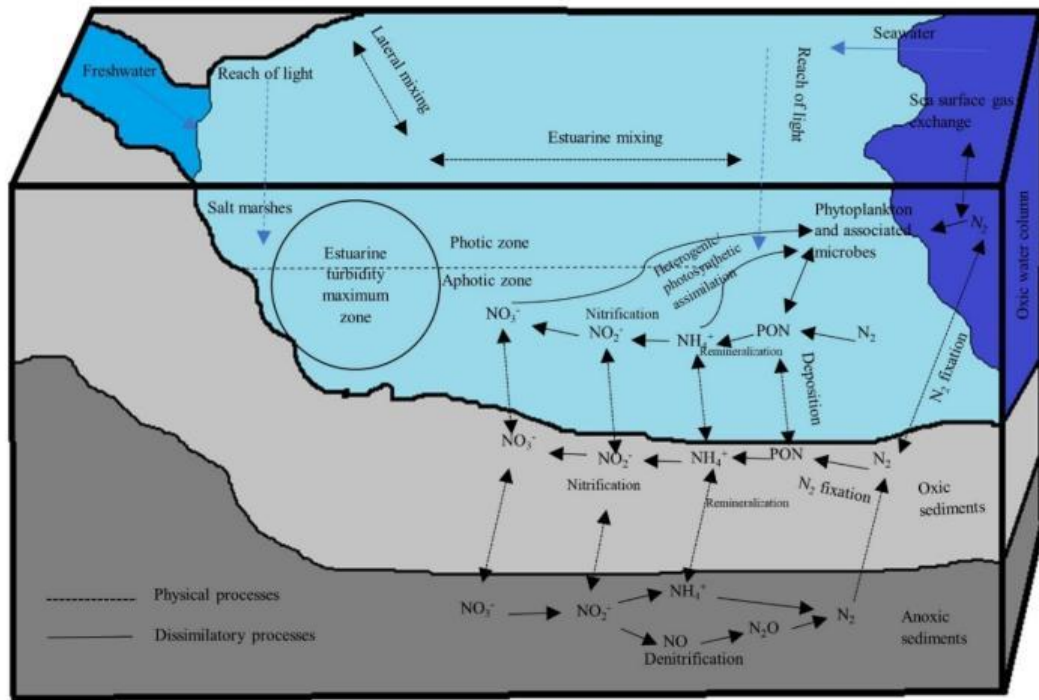 Freshwater
Reach of light
Lateral mixing
Seawater
Reach of light
Sea surface gas
exchange
Estuarine mixing
Salt marshes
Photic zone
Aphotic zone
Estuarine
turbidity
maximum
zone
Phytoplankton
and associated
microbes
N₂
Oxic water column
Heterogenic/
photosynthetic
assimilation
NO₃⁻
Nitrification
NO₂⁻
NH₄⁺
Remineralization
PON
N₂
Deposition
N₂ fixation
NO₃⁻
NO₂⁻
NH₄⁺
PON
N₂
Nitrification
Remineralization
N₂ fixation
Oxic
sediments
Physical processes
Dissimilatory processes
NO₃⁻
NO₂⁻
NH₄⁺
NO
N₂O
N₂
Denitrification
Anoxic
sediments